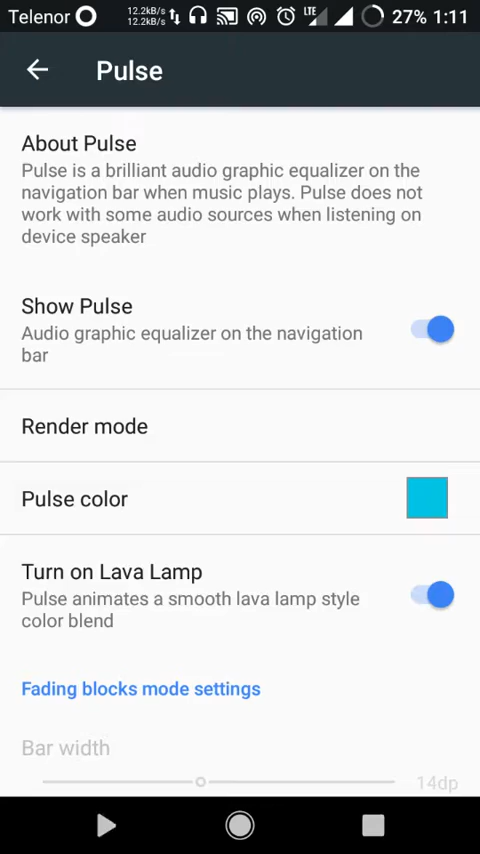 Telenor 12.2kB/s LTE 27% 1:11
12.2kB/s
Pulse
About Pulse
Pulse is a brilliant audio graphic equalizer on the
navigation bar when music plays. Pulse does not
work with some audio sources when listening on
device speaker
Show Pulse
Audio graphic equalizer on the navigation
bar
Render mode
Pulse color
Turn on Lava Lamp
Pulse animates a smooth lava lamp style
color blend
Fading blocks mode settings
Bar width
14dp